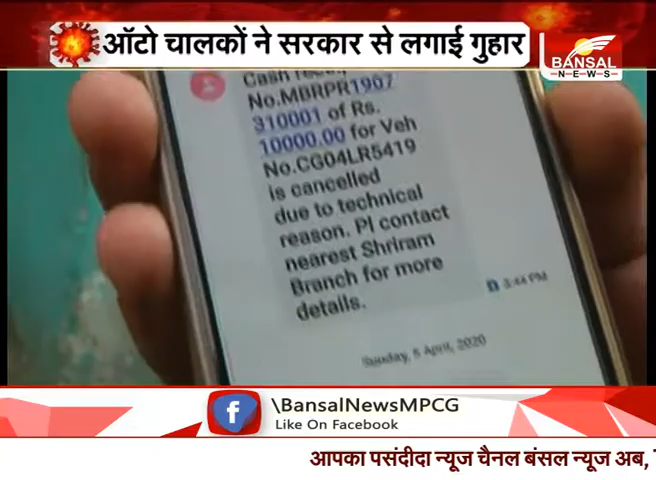 ऑटो चालकों ने सरकार से लगाई गुहार
BANSAL
NEWS
Cash
No.MBRPR1907
310001 of Rs.
10000.00 for Veh
No.CG04LR5419
is cancelled
due to technical
reason. Pl contact
nearest Shriram
Branch for more
details.
3:44 PM
Sunday, 5 April, 2020
\BansalNewsMPCG
Like On Facebook
आपका पसंदीदा न्यूज चैनल बंसल न्यूज अब,